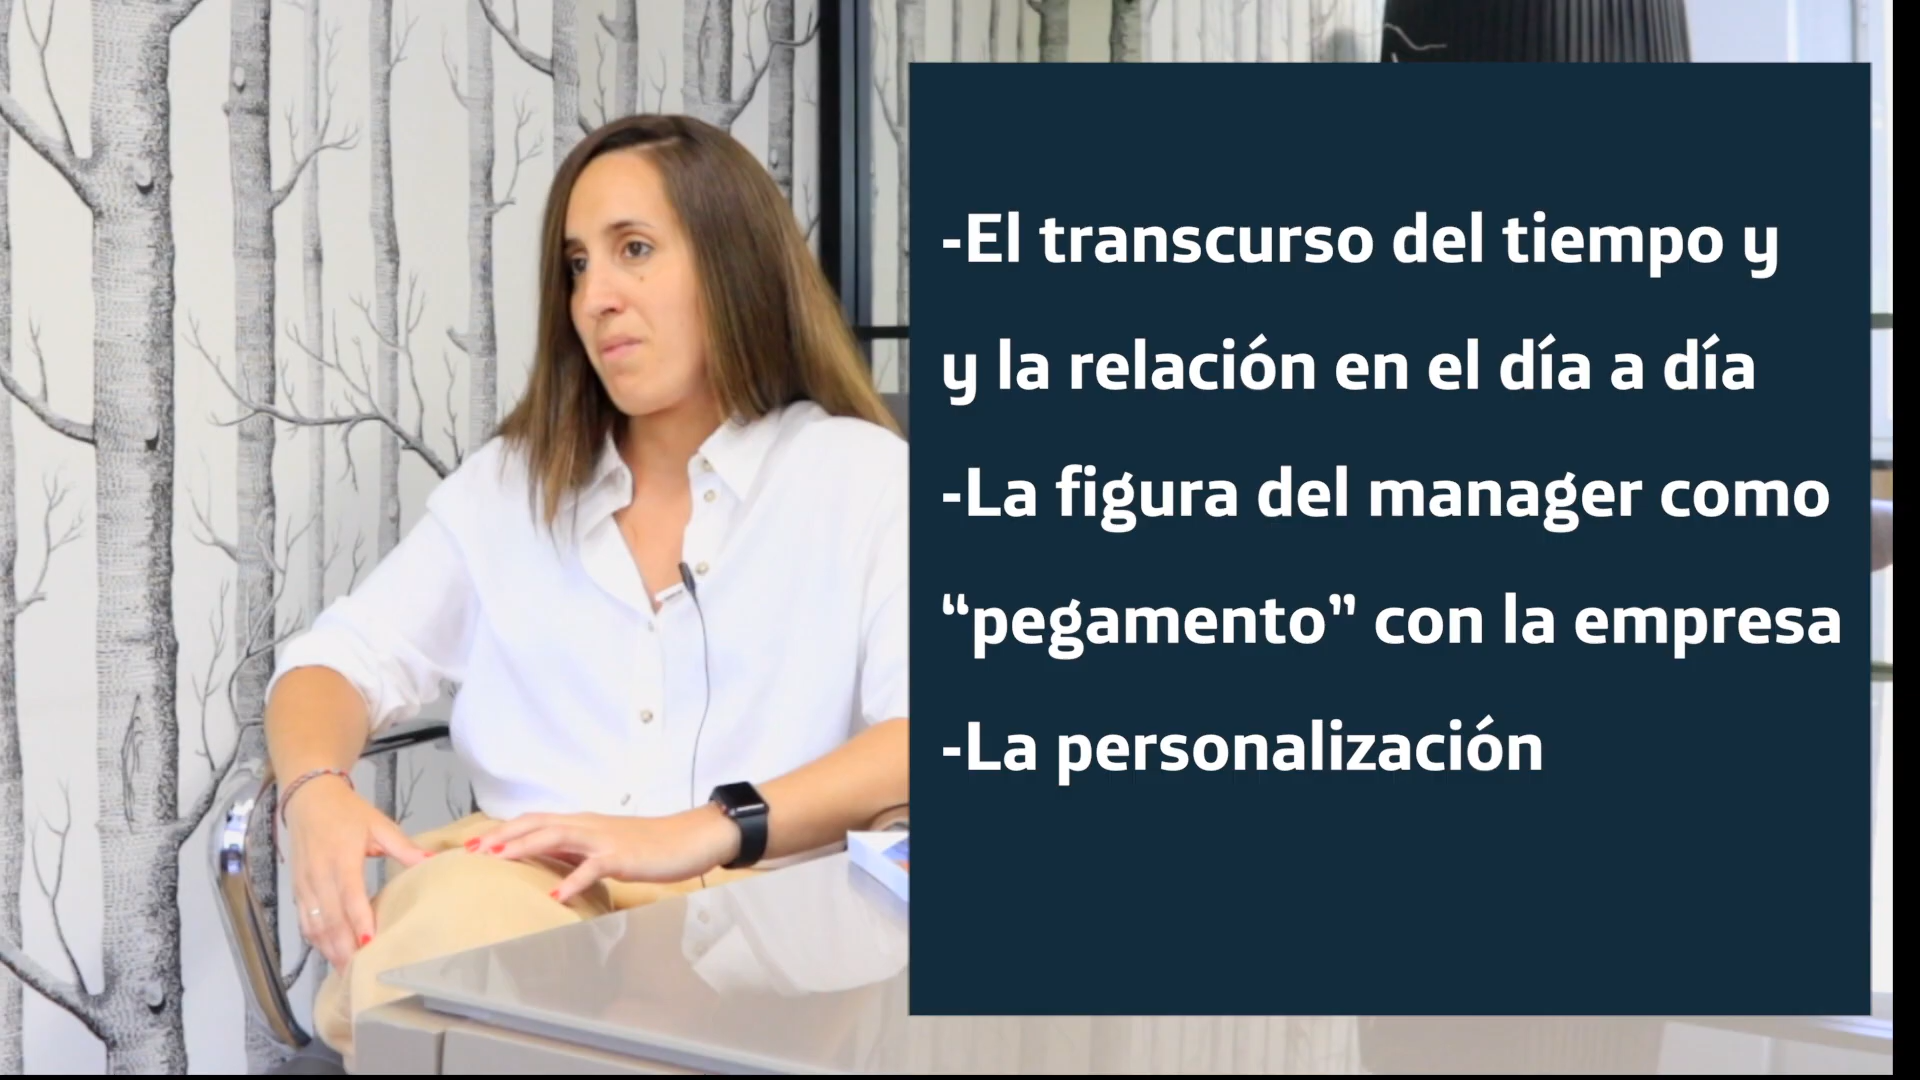 -El transcurso del tiempo y
y la relación en el día a día
-La figura del manager como
“pegamento” con la empresa
-La personalización